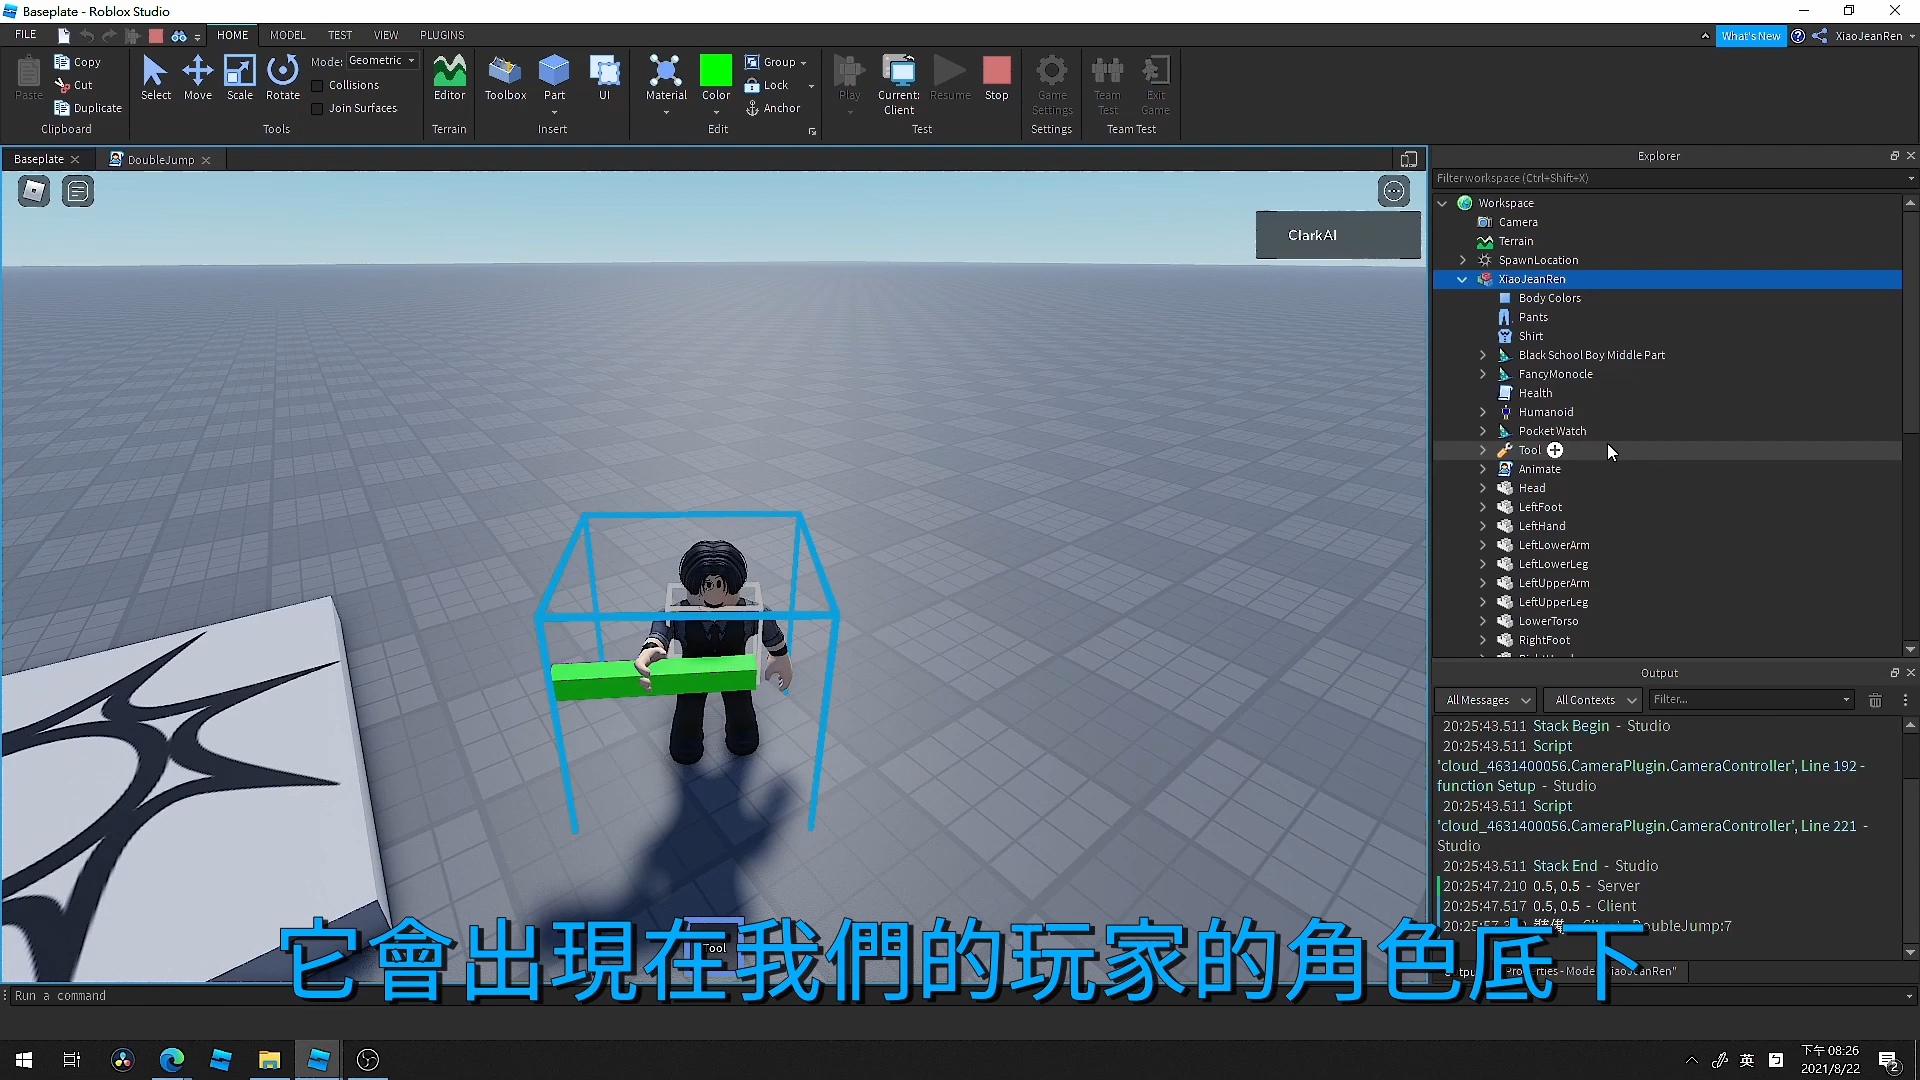 Baseplate - Roblox Studio
FILE
HOME
MODEL
TEST
VIEW
PLUGINS
What's New
XiaoJeanRen
Paste
Copy
Cut
Duplicate
Clipboard
Select
Move
Scale
Rotate
Mode: Geometric
Collisions
Join Surfaces
Tools
Editor
Terrain
Toolbox
Part
UI
Insert
Material
Color
Group
Lock
Anchor
Edit
Play
Current:
Client
Resume
Stop
Test
Game
Settings
Settings
Team
Test
Exit
Game
Team Test
Baseplate
DoubleJump
ClarkAI
Tool
Explorer
Filter workspace (Ctrl+Shift+X)
Workspace
Camera
Terrain
SpawnLocation
XiaoJeanRen
Body Colors
Pants
Shirt
Black School Boy Middle Part
FancyMonocle
Health
Humanoid
Pocket Watch
Tool
Animate
Head
LeftFoot
LeftHand
LeftLowerArm
LeftLowerLeg
LeftUpperArm
LeftUpperLeg
LowerTorso
RightFoot
Output
All Messages
All Contexts
Filter...
20:25:43.511 Stack Begin - Studio
20:25:43.511 Script
'cloud_4631400056.CameraPlugin.CameraController', Line 192 -
function Setup - Studio
20:25:43.511 Script
'cloud_4631400056.CameraPlugin.CameraController', Line 221 -
Studio
20:25:43.511 Stack End - Studio
20:25:47.210 0.5, 0.5 - Server
20:25:47.517 0.5, 0.5 - Client
它會出現在我們的玩家的角色底下
Run a command
英
下午 08:26
2021/8/22
2